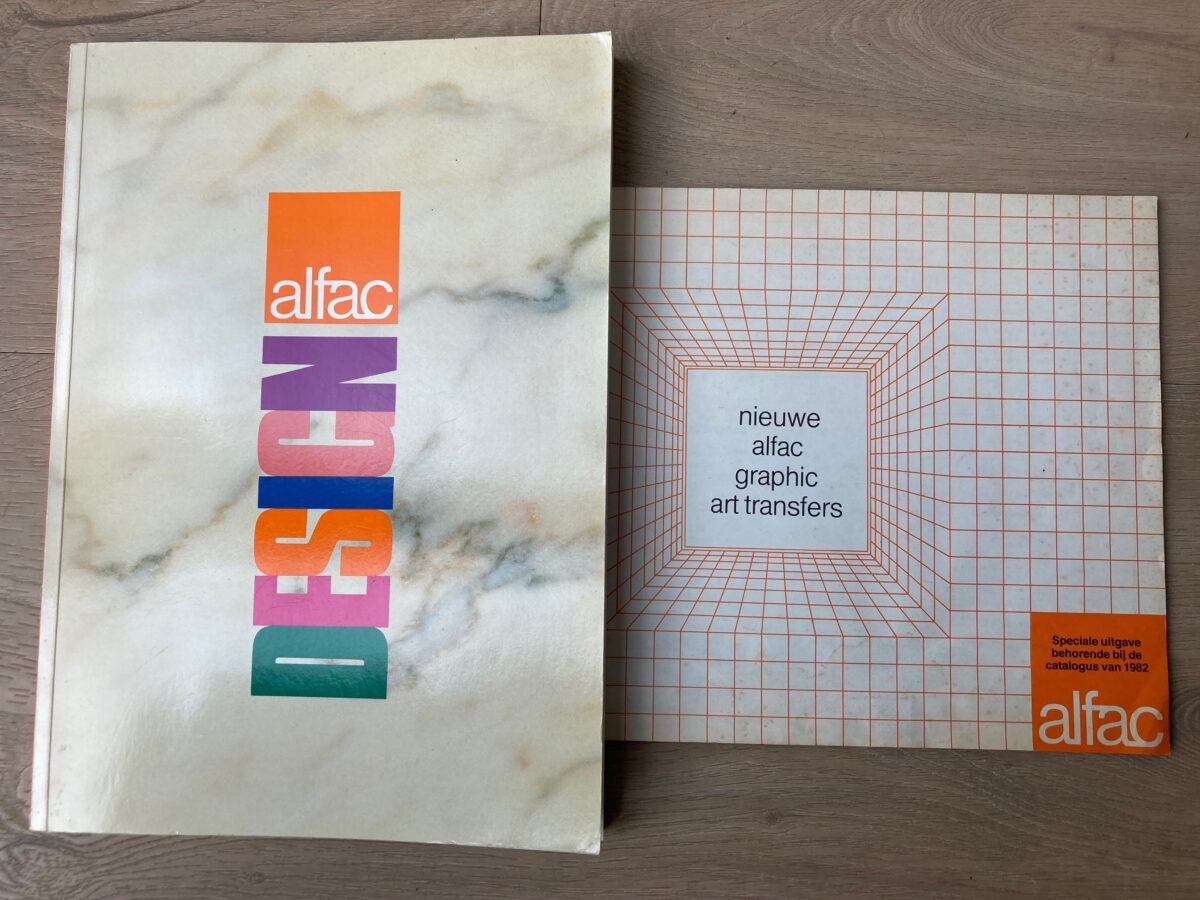 alfac
DESIGN
nieuwe
alfac
graphic
art transfers
Speciale uitgave
behorende bij de
catalogus van 1982
alfac